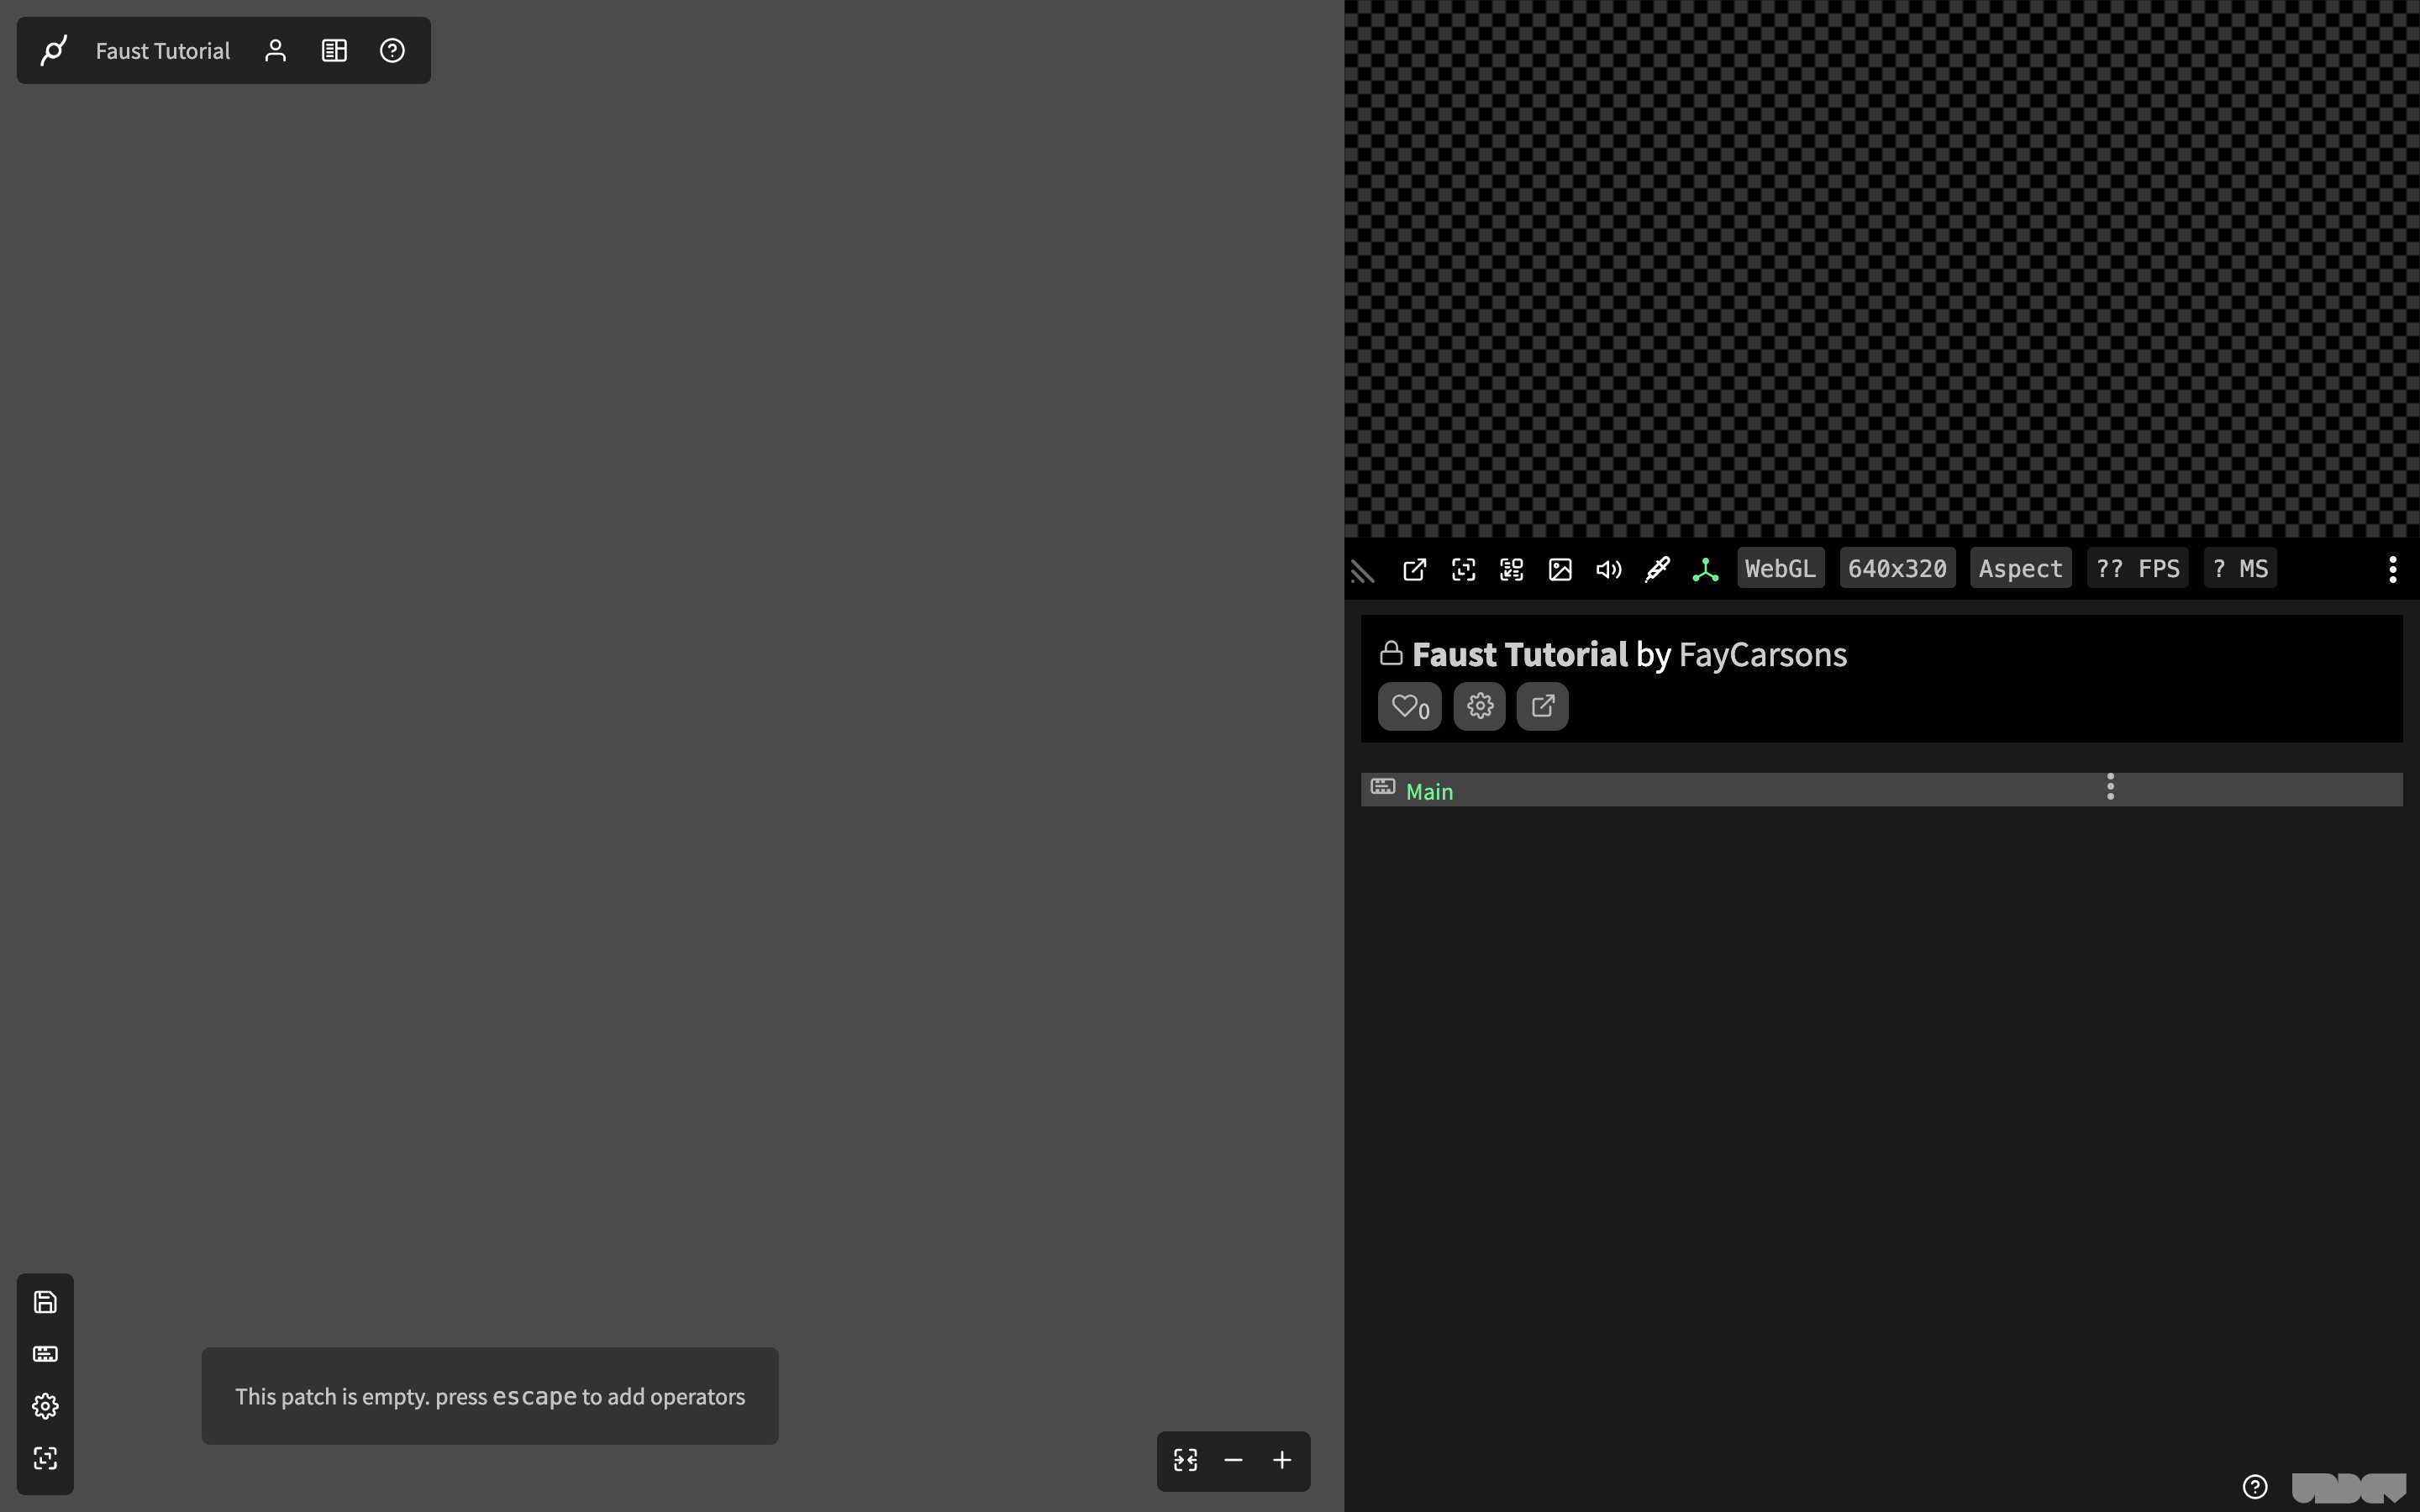 Faust Tutorial
WebGL
640x320
Aspect
?? FPS
? MS
Faust Tutorial by FayCarsons
0
Main
This patch is empty. press escape to add operators